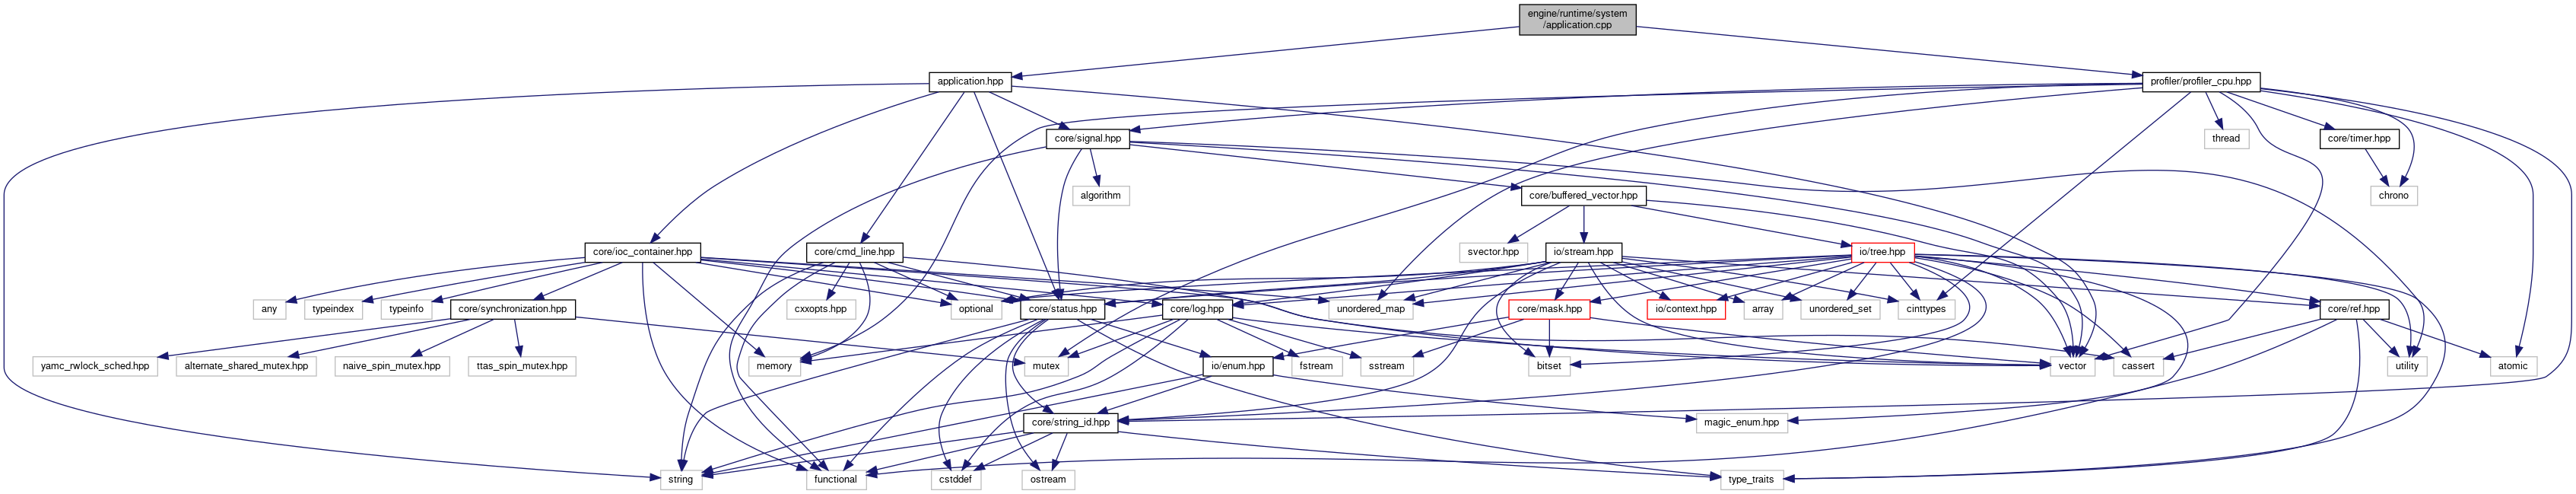 engine/runtime/system
/application.cpp
application.hpp
profiler/profiler_cpu.hpp
core/signal.hpp
thread
core/timer.hpp
algorithm
core/buffered_vector.hpp
chrono
core/ioc_container.hpp
core/cmd_line.hpp
svector.hpp
io/stream.hpp
io/tree.hpp
any
typeindex
typeinfo
core/synchronization.hpp
cxxopts.hpp
optional
core/status.hpp
core/log.hpp
unordered_map
core/mask.hpp
io/context.hpp
array
unordered_set
cinttypes
core/ref.hpp
yamc_rwlock_sched.hpp
alternate_shared_mutex.hpp
naive_spin_mutex.hpp
ttas_spin_mutex.hpp
memory
mutex
io/enum.hpp
fstream
sstream
bitset
vector
cassert
utility
atomic
core/string_id.hpp
magic_enum.hpp
string
functional
cstddef
ostream
type_traits